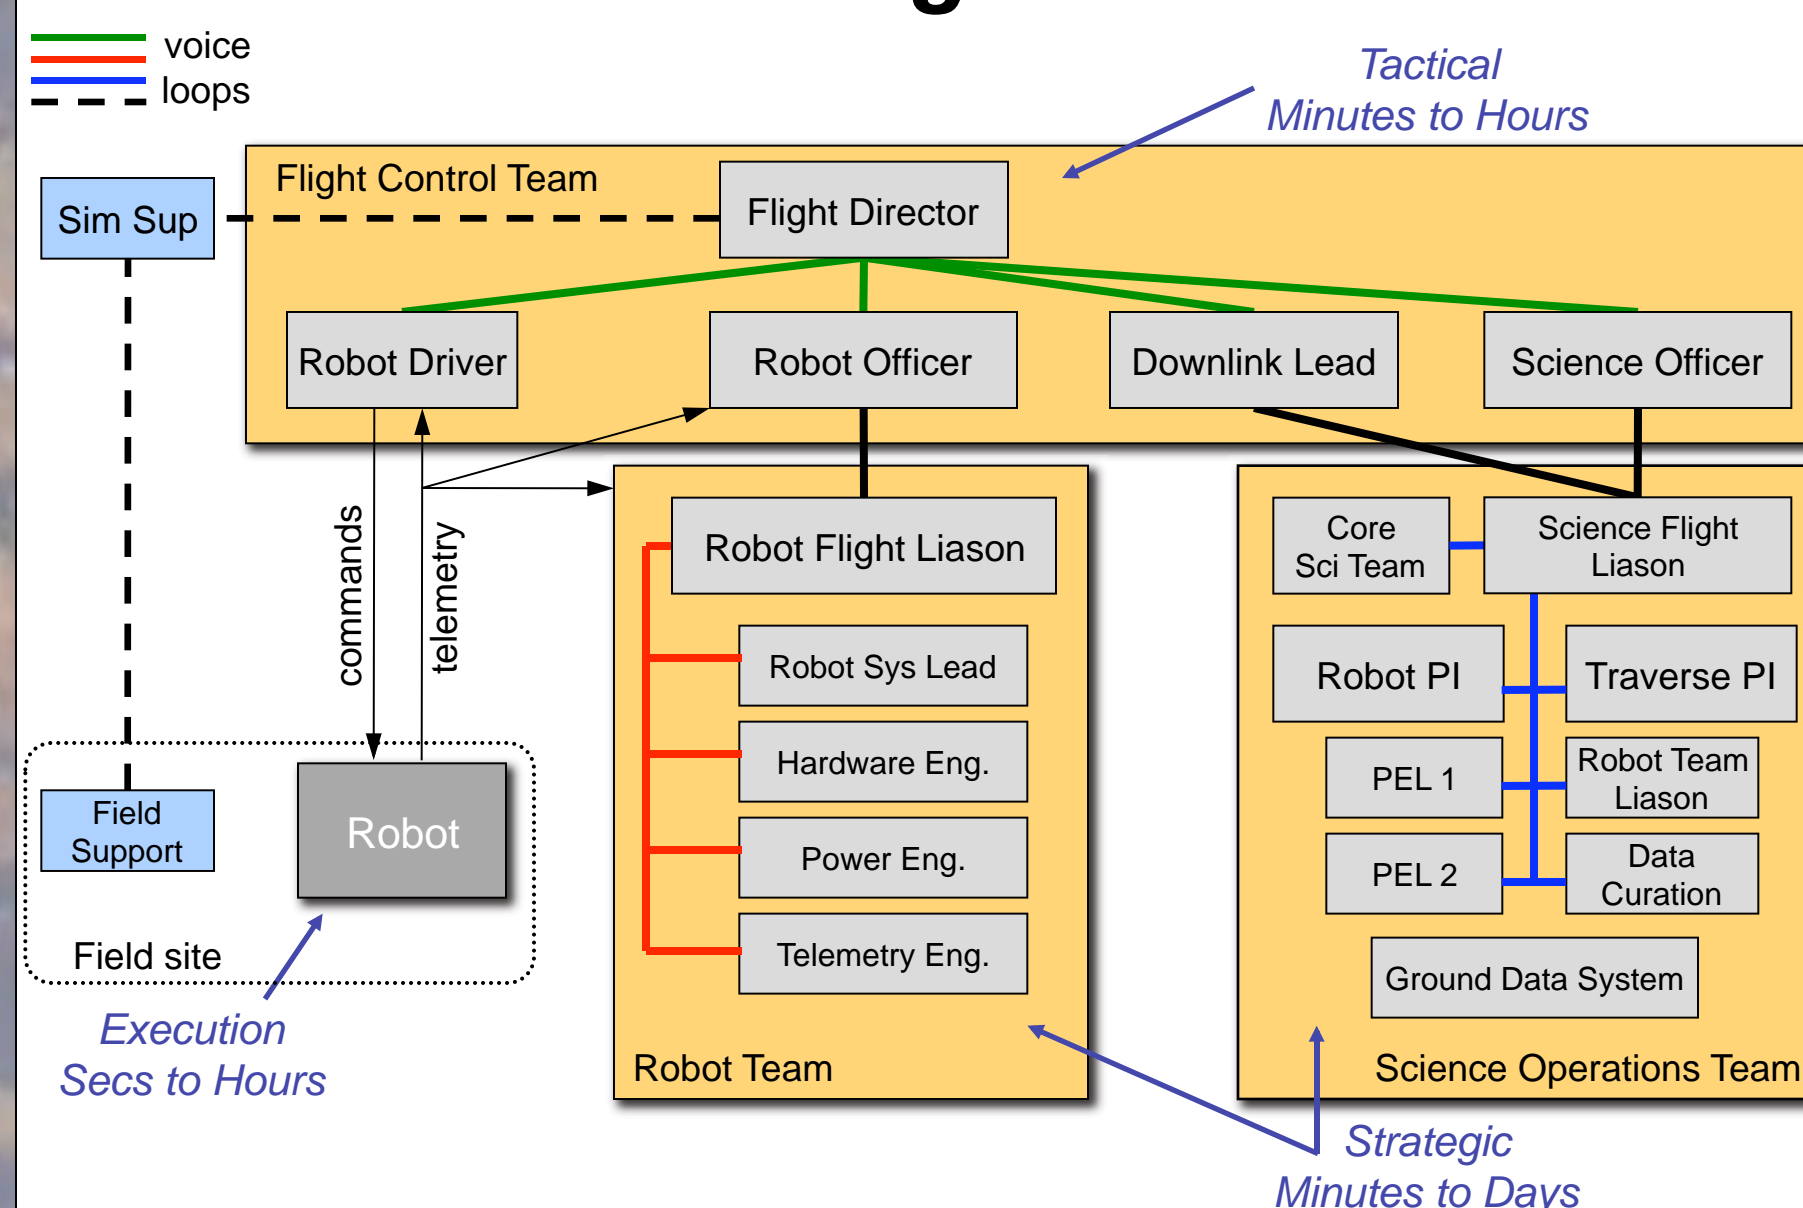 voice
loops
Tactical
Minutes to Hours
Flight Control Team
Sim Sup
Flight Director
Robot Driver
Robot Officer
Downlink Lead
Science Officer
commands
telemetry
Robot Flight Liason
Core
Sci Team
Science Flight
Liason
Robot Sys Lead
Robot PI
Traverse PI
Hardware Eng.
PEL 1
Robot Team
Liason
Field
Support
Robot
Power Eng.
PEL 2
Data
Curation
Field site
Telemetry Eng.
Ground Data System
Execution
Secs to Hours
Robot Team
Science Operations Team
Strategic
Minutes to Days